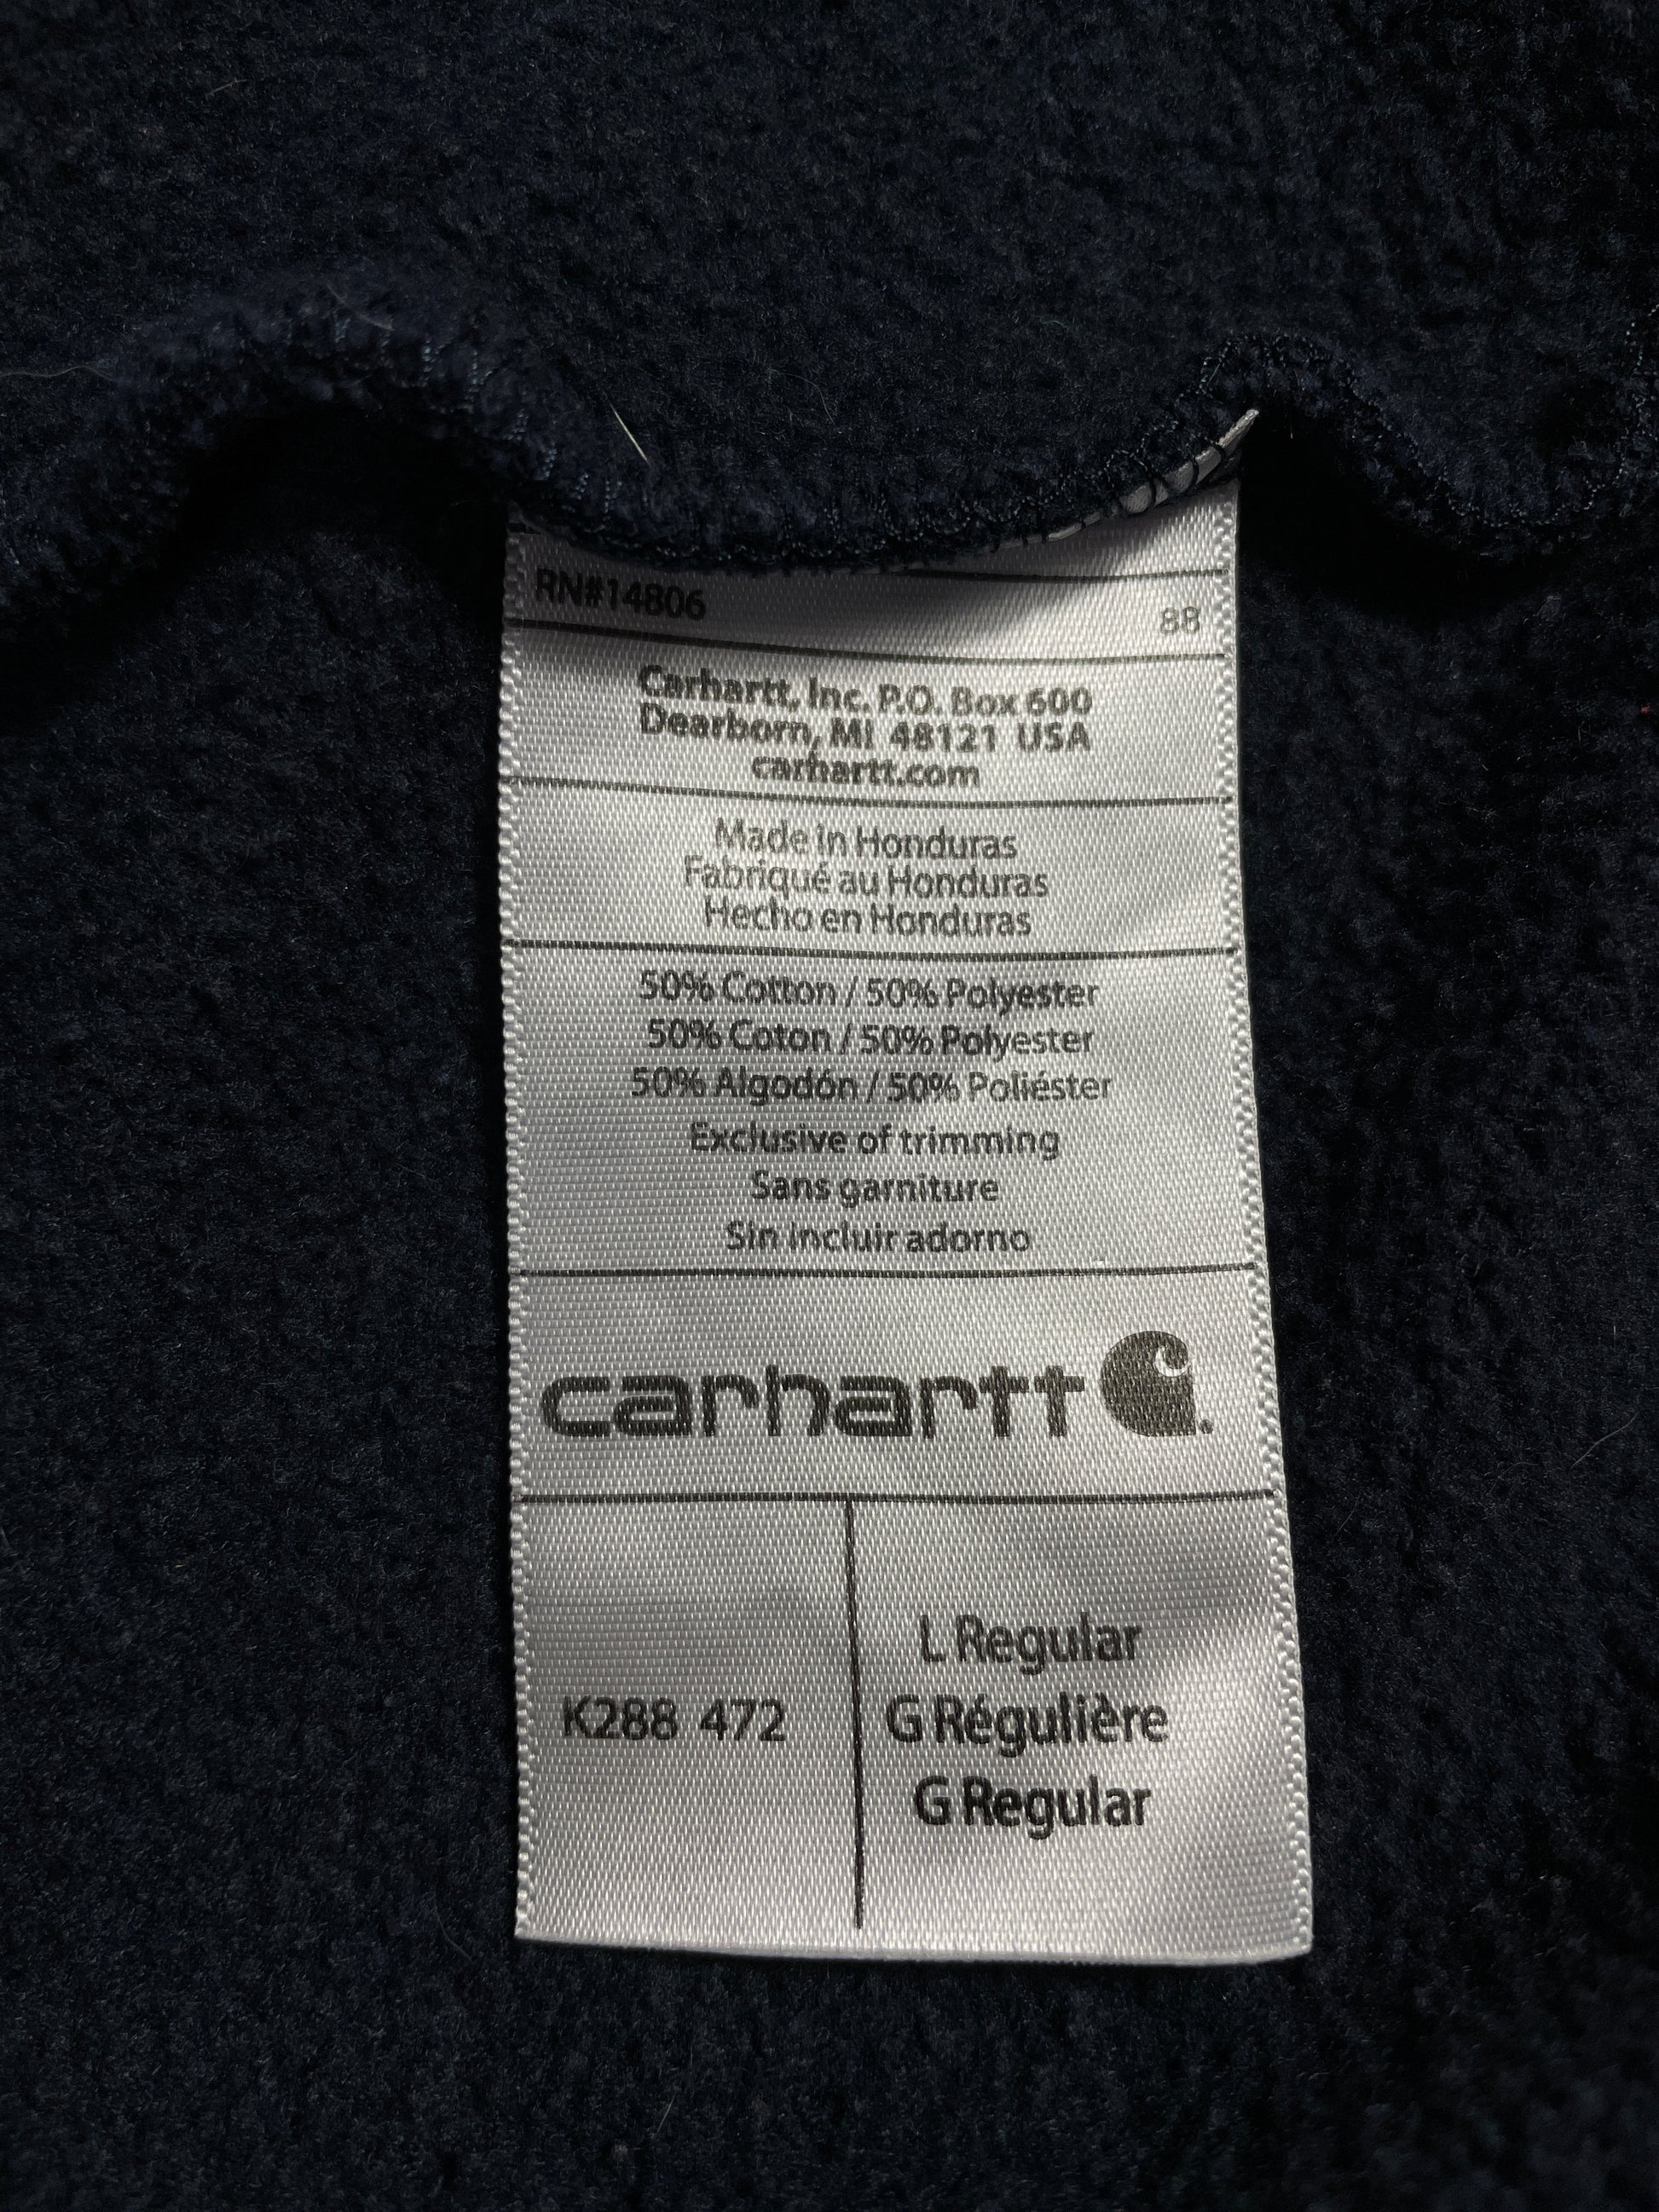 RN#14806 88
Carhartt, Inc. P.O. Box 600
Dearborn, MI 48121 USA
carhartt.com
Made in Honduras
Fabriqué au Honduras
Hecho en Honduras
50% Cotton / 50% Polyester
50% Coton / 50% Polyester
50% Algodón / 50% Poliéster
Exclusive of trimming
Sans garniture
Sin incluir adorno
carhartt
K288 472
L Regular
G Régulière
G Regular